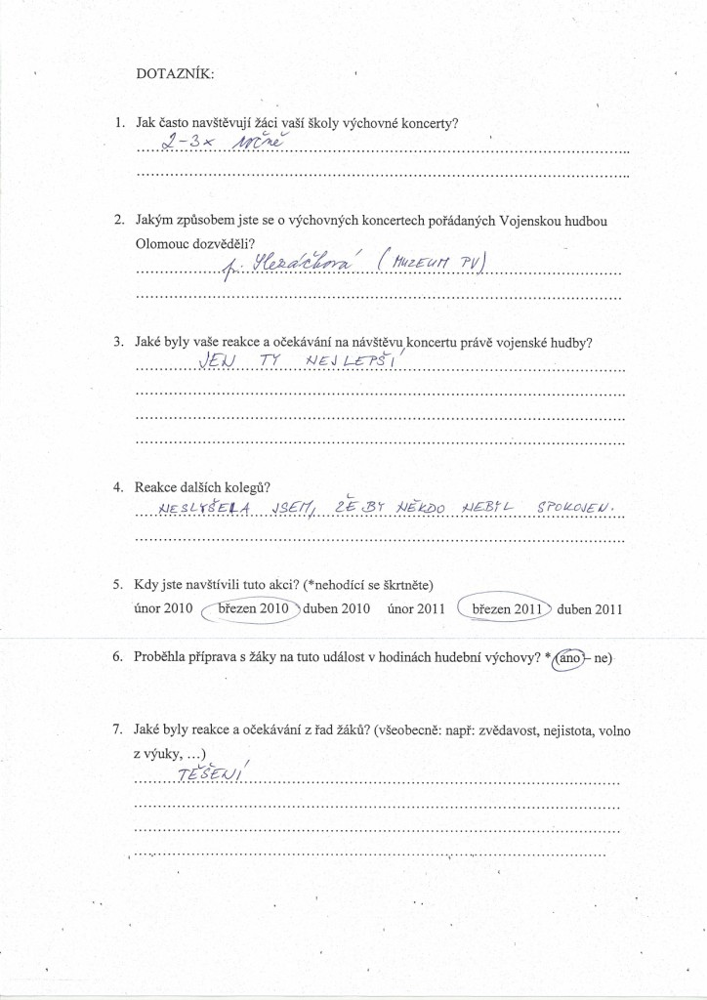 DOTAZNÍK:
1. Jak často navštěvují žáci vaší školy výchovné koncerty?
2-3x ročně
2. Jakým způsobem jste se o výchovných koncertech pořádaných Vojenskou hudbou
Olomouc dozvěděli?
p. (MUZEUM PV)
3. Jaké byly vaše reakce a očekávání na návštěvu koncertu právě vojenské hudby?
JEN TY NEJLEPŠÍ
4. Reakce dalších kolegů?
NESLYŠELA JSEM, ŽE BY NĚKDO NEBYL SPOKOJEN.
5. Kdy jste navštívili tuto akci? (*nehodící se škrtněte)
únor 2010 březen 2010 duben 2010 únor 2011 březen 2011 duben 2011
6. Proběhla příprava s žáky na tuto událost v hodinách hudební výchovy? * (ano – ne)
7. Jaké byly reakce a očekávání z řad žáků? (všeobecně: např: zvědavost, nejistota, volno
z výuky, …)
TĚŠENÍ